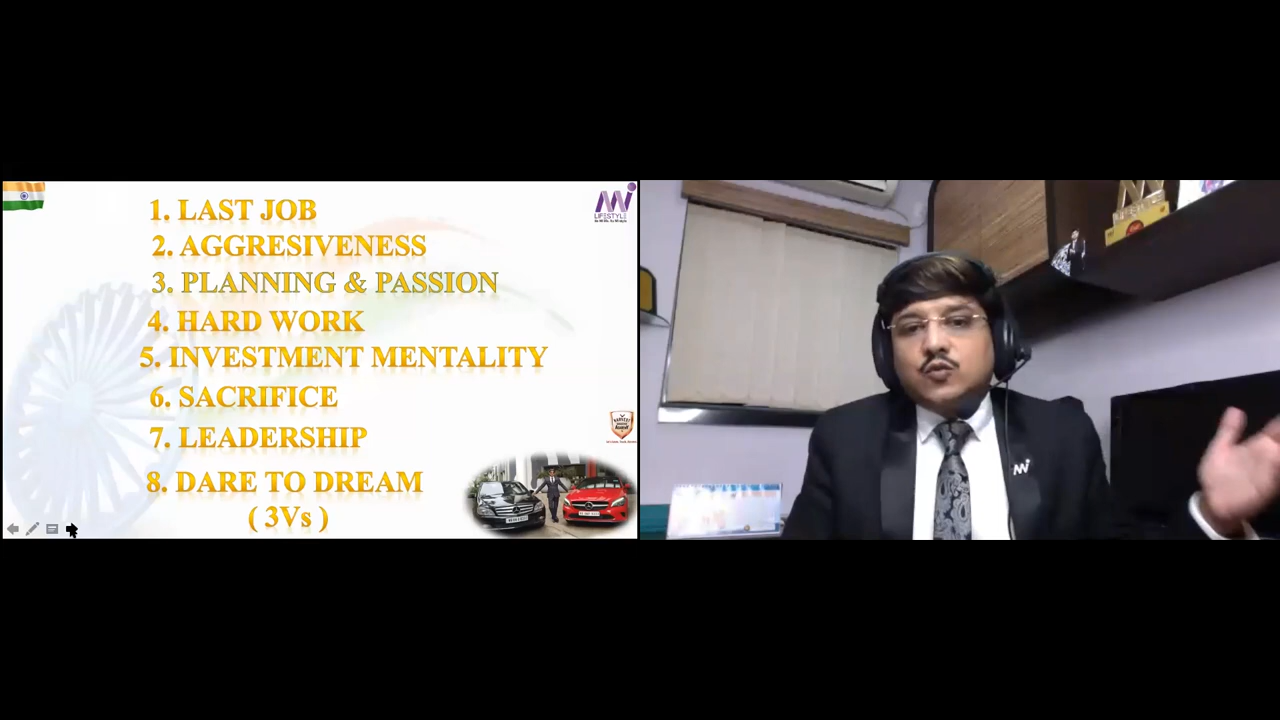 1. LAST JOB
2. AGGRESIVENESS
3. PLANNING & PASSION
4. HARD WORK
5. INVESTMENT MENTALITY
6. SACRIFICE
7. LEADERSHIP
8. DARE TO DREAM
( 3Vs )
LIFESTYLE